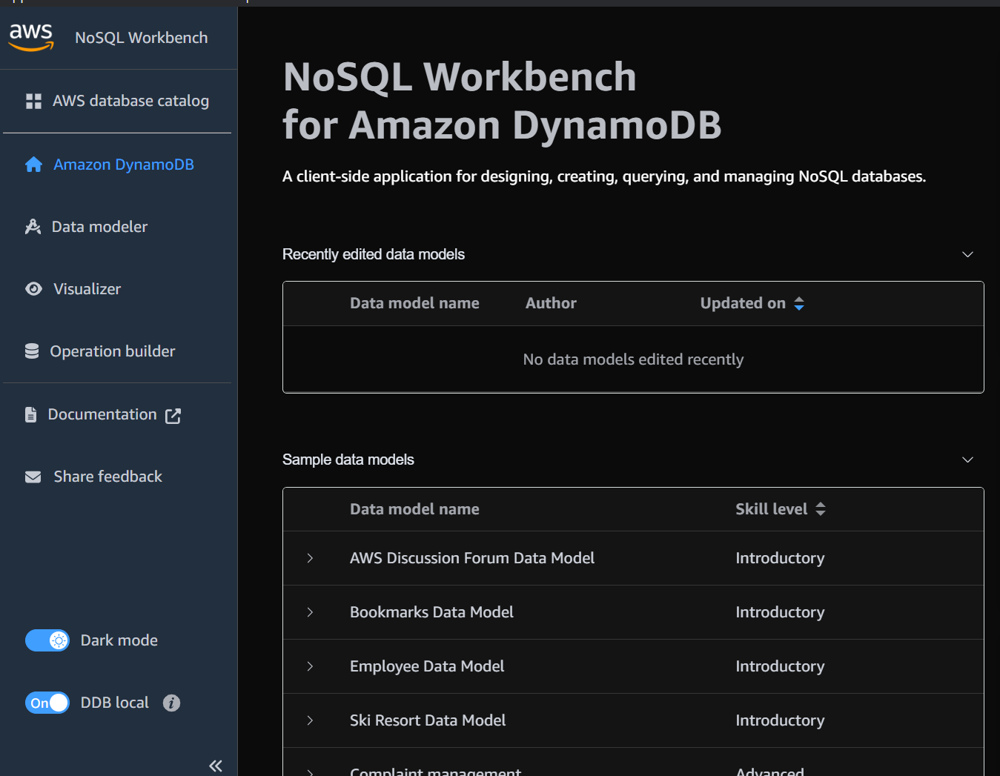 aws
NoSQL Workbench
AWS database catalog
Amazon DynamoDB
Data modeler
Visualizer
Operation builder
Documentation
Share feedback
Dark mode
On DDB local i
NoSQL Workbench
for Amazon DynamoDB
A client-side application for designing, creating, querying, and managing NoSQL databases.
Recently edited data models
Data model name Author Updated on
No data models edited recently
Sample data models
Data model name Skill level
AWS Discussion Forum Data Model Introductory
Bookmarks Data Model Introductory
Employee Data Model Introductory
Ski Resort Data Model Introductory
Complaint management Advanced